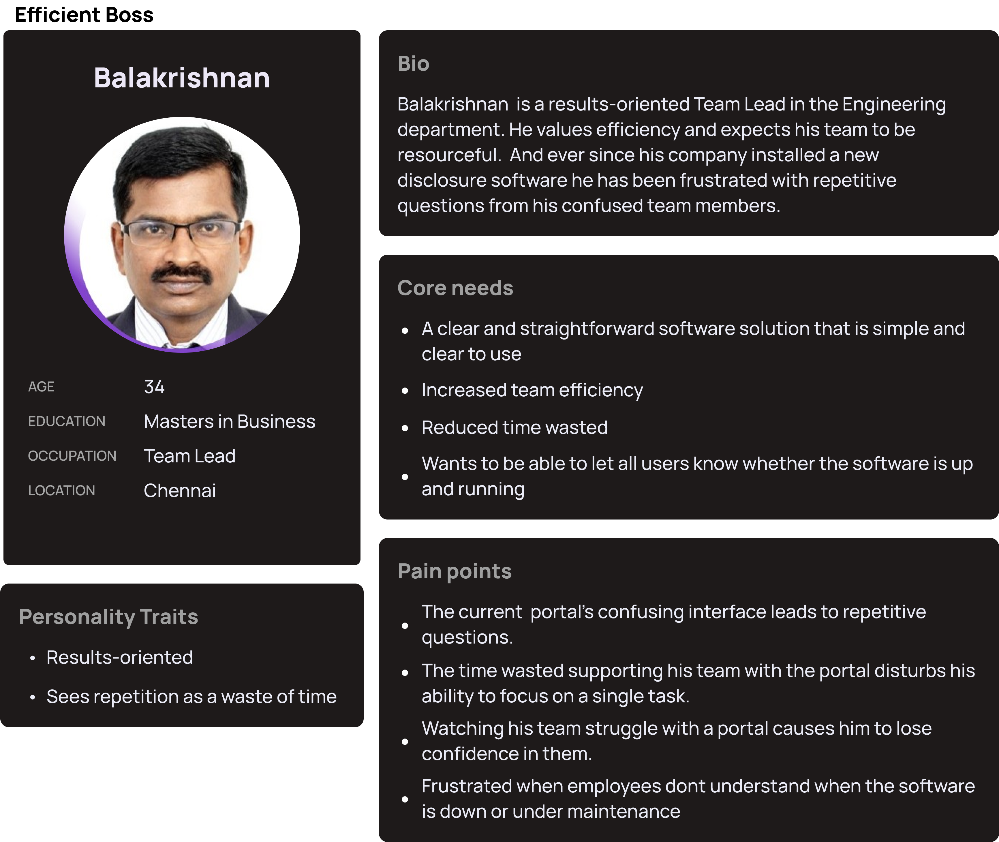 Efficient Boss
Balakrishnan
AGE 34
EDUCATION Masters in Business
OCCUPATION Team Lead
LOCATION Chennai
Personality Traits
• Results-oriented
• Sees repetition as a waste of time
Bio
Balakrishnan  is a results-oriented Team Lead in the Engineering
department. He values efficiency and expects his team to be
resourceful.  And ever since his company installed a new
disclosure software he has been frustrated with repetitive
questions from his confused team members.
Core needs
• A clear and straightforward software solution that is simple and
clear to use
• Increased team efficiency
• Reduced time wasted
• Wants to be able to let all users know whether the software is up
and running
Pain points
• The current  portal’s confusing interface leads to repetitive
questions.
• The time wasted supporting his team with the portal disturbs his
ability to focus on a single task.
• Watching his team struggle with a portal causes him to lose
confidence in them.
• Frustrated when employees dont understand when the software
is down or under maintenance